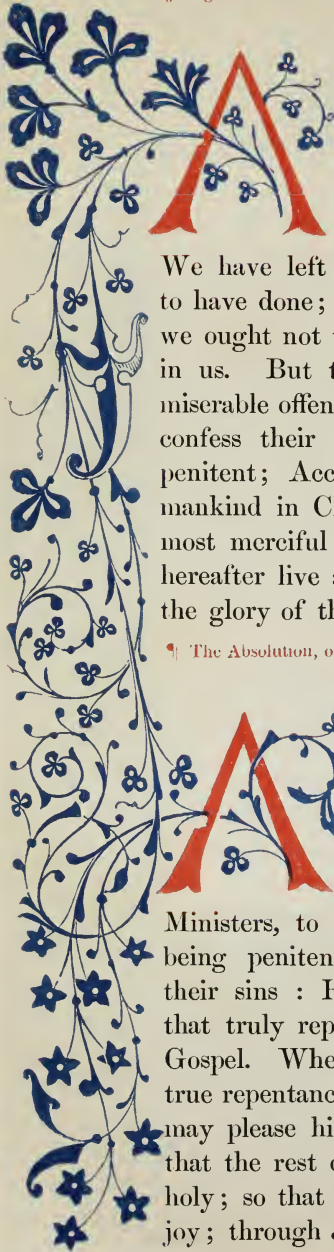 A
We have left
to have done;
we ought not
in us. But
miserable offen
confess their
penitent; Acc
mankind in C
most merciful
hereafter live
the glory of th
¶ The Absolution, o
A
Ministers, to
being peniten
their sins : H
that truly rep
Gospel. Whe
true repentanc
may please hi
that the rest o
holy; so that
joy; through